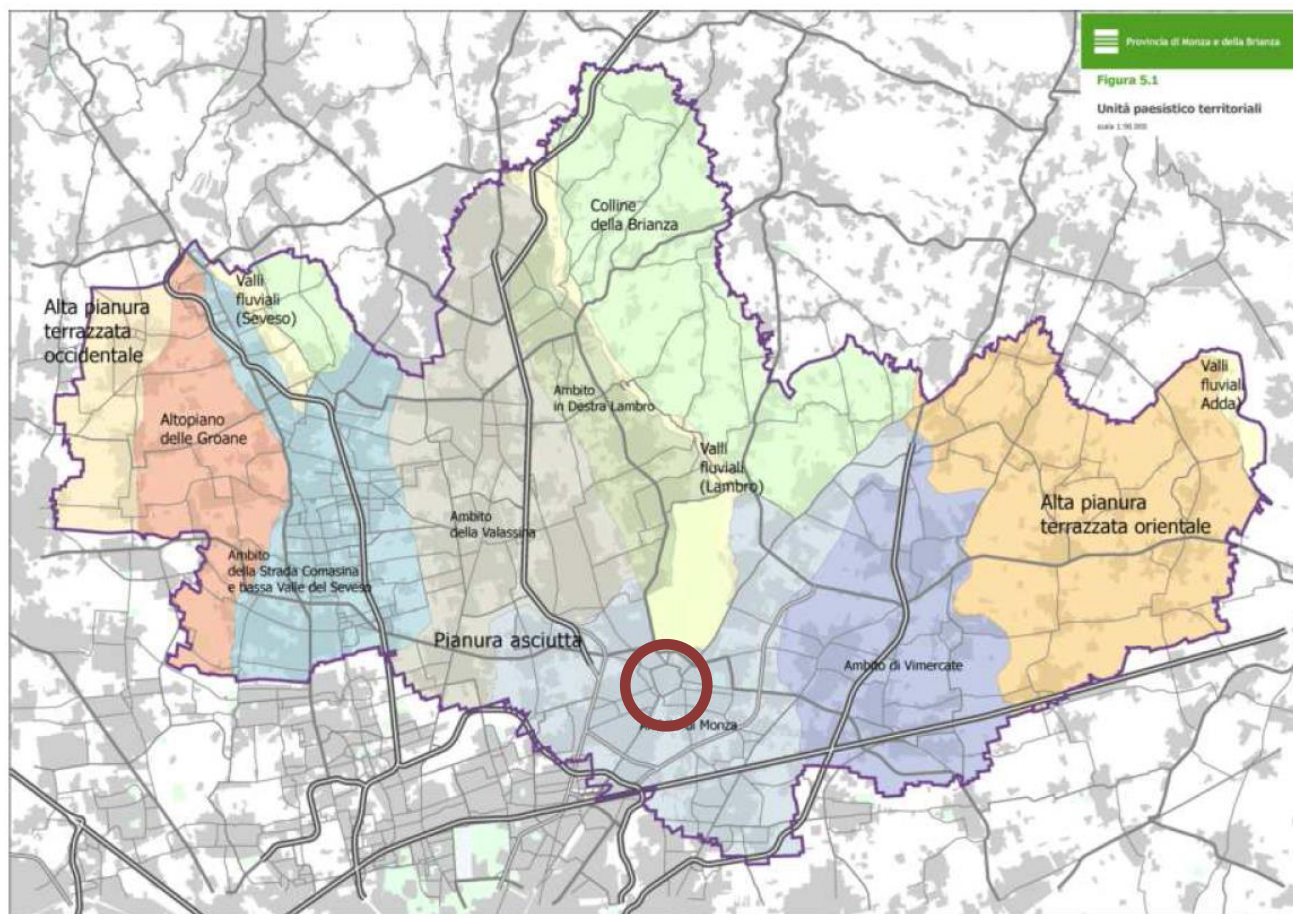 Provincia di Monza e della Brianza
Figura 5.1
Unità paesistico territoriali
Colline
della Brianza
Valli
fluviali
(Seveso)
Alta pianura
terrazzata
occidentale
Altopiano
delle Groane
Ambito
in Destra Lambro
Valli
fluviali
(Lambro)
Valli
fluviali
Adda)
Alta pianura
terrazzata orientale
Ambito
della Valassina
Ambito
della Strada Comasina
e bassa Valle del Seveso
Pianura asciutta
Ambito di Vimercate
di Monza